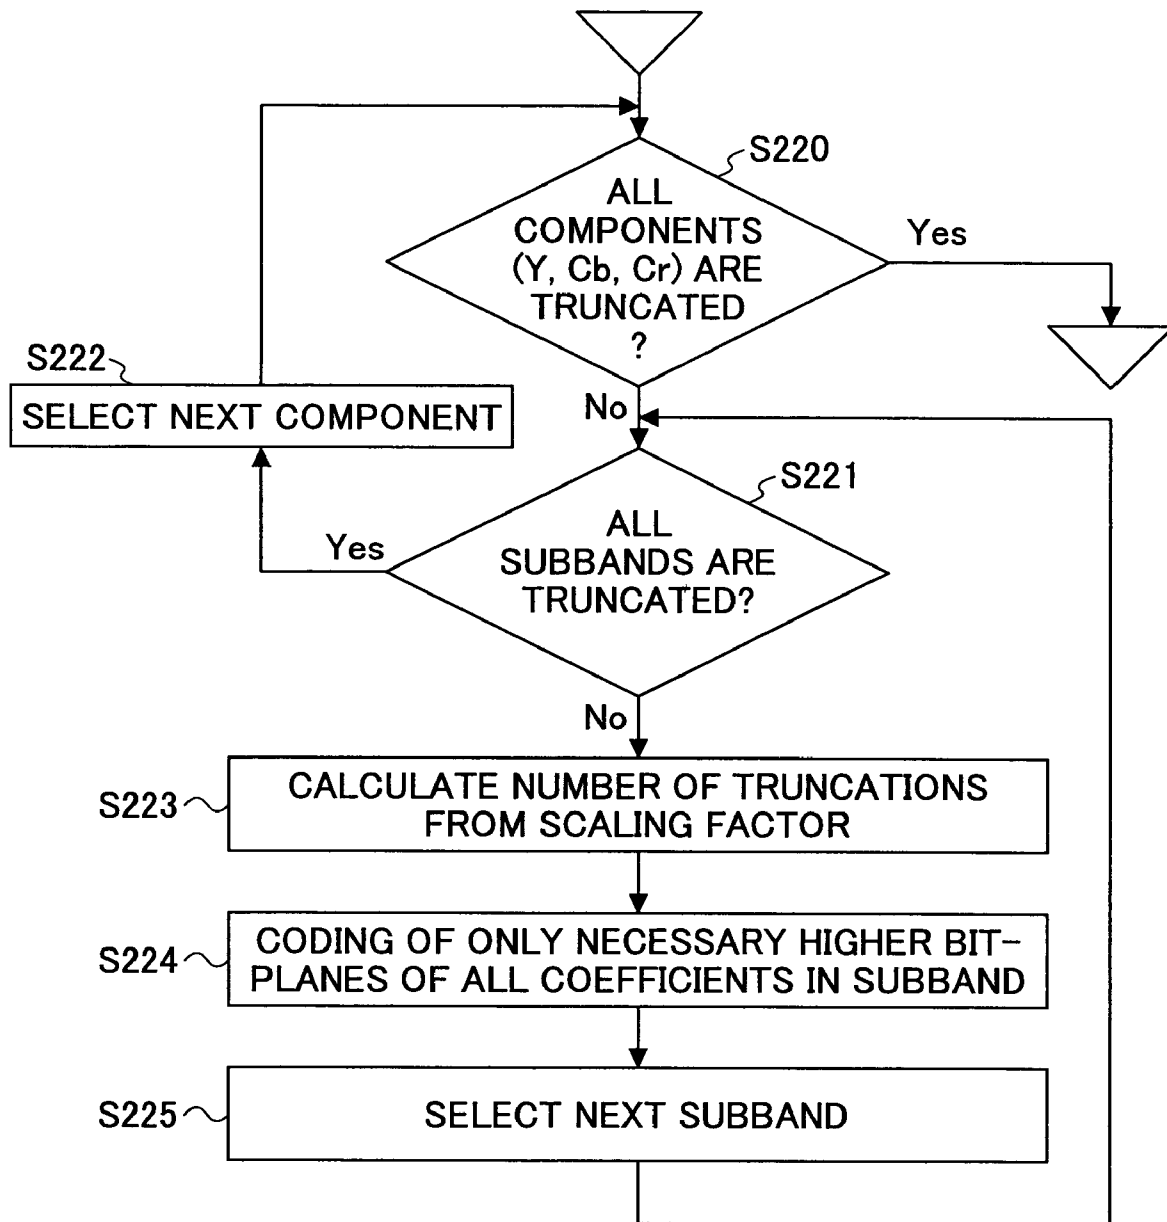 S220
ALL
COMPONENTS
(Y, Cb, Cr) ARE
TRUNCATED
?
Yes
S222
SELECT NEXT COMPONENT
No
S221
ALL
SUBBANDS ARE
TRUNCATED?
Yes
No
S223
CALCULATE NUMBER OF TRUNCATIONS
FROM SCALING FACTOR
S224
CODING OF ONLY NECESSARY HIGHER BIT-
PLANES OF ALL COEFFICIENTS IN SUBBAND
S225
SELECT NEXT SUBBAND